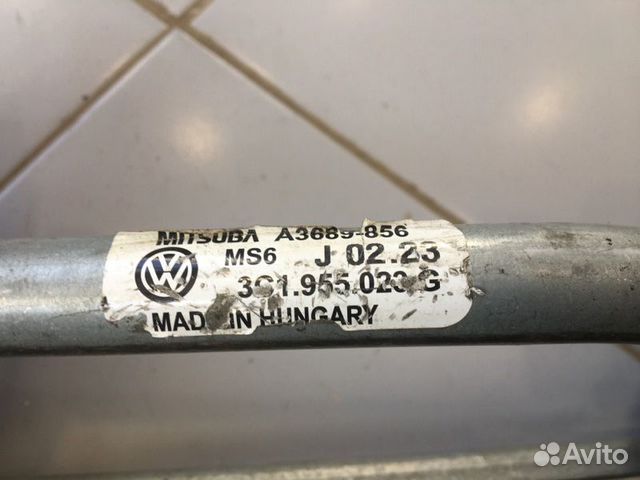 MITSUBA A3689-856
MS6 J 02.23
3C1.955.023 G
MADE IN HUNGARY
Avito